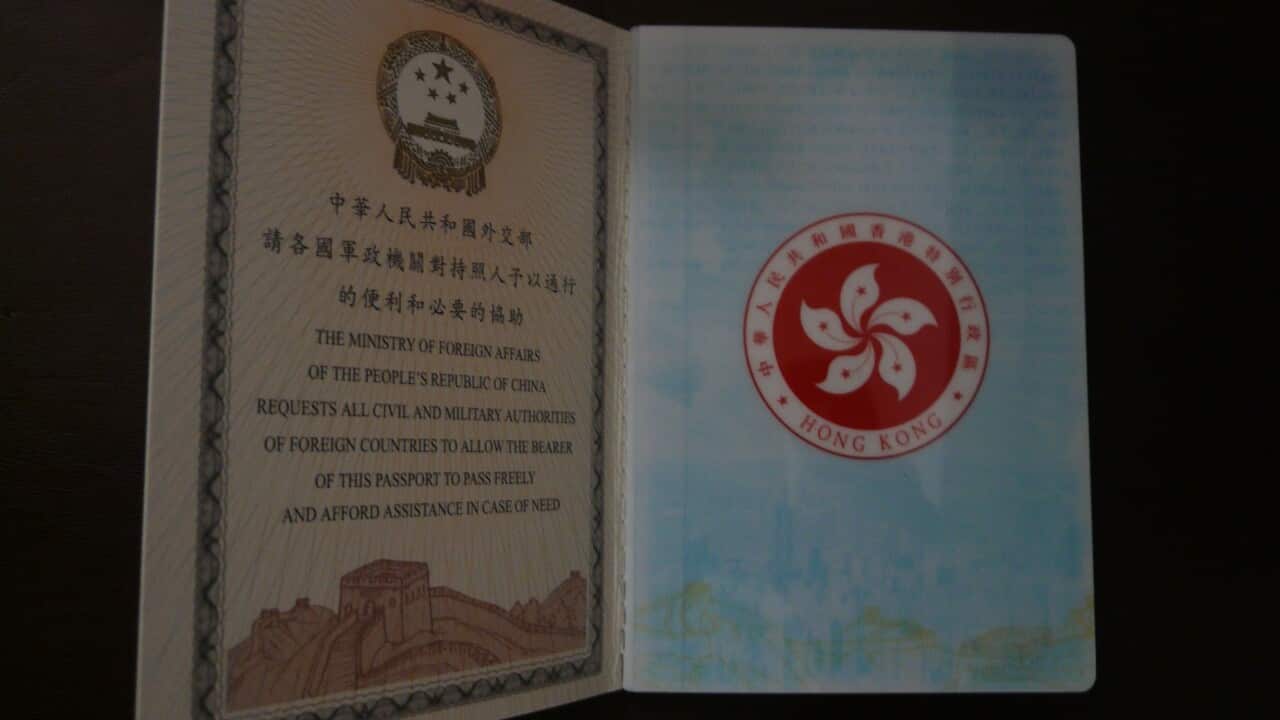 中華人民共和國外交部
請各國軍政機關對持照人予以通行
的便利和必要的協助
THE MINISTRY OF FOREIGN AFFAIRS
OF THE PEOPLE'S REPUBLIC OF CHINA
REQUESTS ALL CIVIL AND MILITARY AUTHORITIES
OF FOREIGN COUNTRIES TO ALLOW THE BEARER
OF THIS PASSPORT TO PASS FREELY
AND AFFORD ASSISTANCE IN CASE OF NEED
中華人民共和國香港特別行政區
HONG KONG